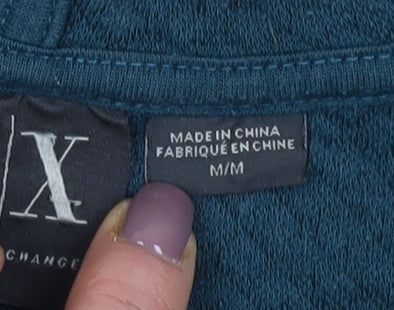 X
CHANGE
MADE IN CHINA
FABRIQUÉ EN CHINE
M/M